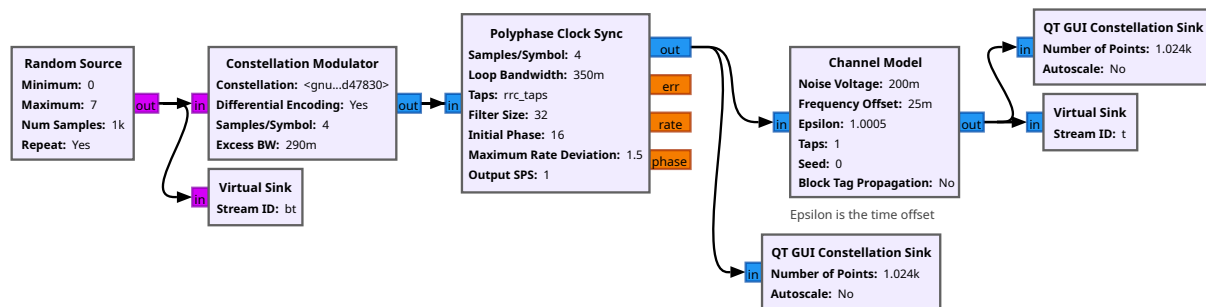 Random Source
Minimum: 0
Maximum: 7
Num Samples: 1k
Repeat: Yes
out
in
Virtual Sink
Stream ID: bt
in
Constellation Modulator
Constellation: <gnu...d47830>
Differential Encoding: Yes
Samples/Symbol: 4
Excess BW: 290m
out
in
Polyphase Clock Sync
Samples/Symbol: 4
Loop Bandwidth: 350m
Taps: rrc_taps
Filter Size: 32
Initial Phase: 16
Maximum Rate Deviation: 1.5
Output SPS: 1
out
err
rate
phase
in
Channel Model
Noise Voltage: 200m
Frequency Offset: 25m
Epsilon: 1.0005
Taps: 1
Seed: 0
Block Tag Propagation: No
out
Epsilon is the time offset
in
QT GUI Constellation Sink
Number of Points: 1.024k
Autoscale: No
in
QT GUI Constellation Sink
Number of Points: 1.024k
Autoscale: No
in
Virtual Sink
Stream ID: t